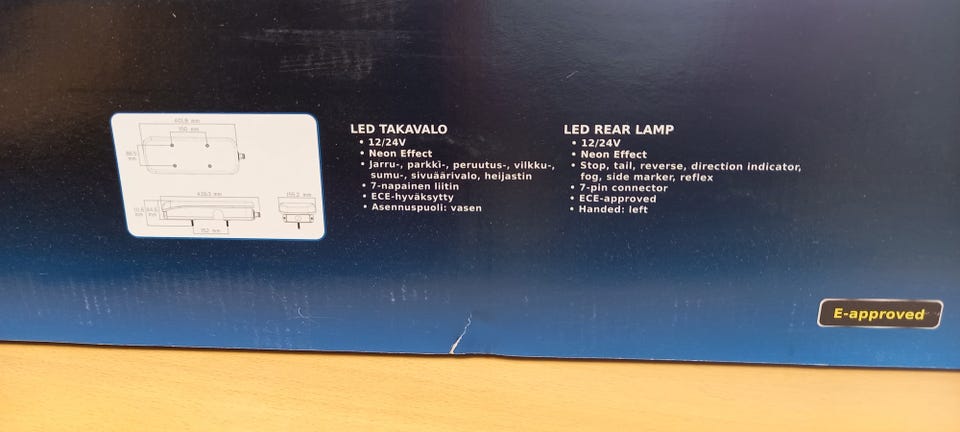 152 mm
LED TAKAVALO
• 12/24V
• Neon Effect
• Jarru-, parkki-, peruutus-, vilkku-,
sumu-, sivuäärivalo, heijastin
• 7-napainen liitin
• ECE-hyväksytty
• Asennuspuoli: vasen
LED REAR LAMP
• 12/24V
• Neon Effect
• Stop, tail, reverse, direction indicator,
fog, side marker, reflex
• 7-pin connector
• ECE-approved
• Handed: left
E-approved